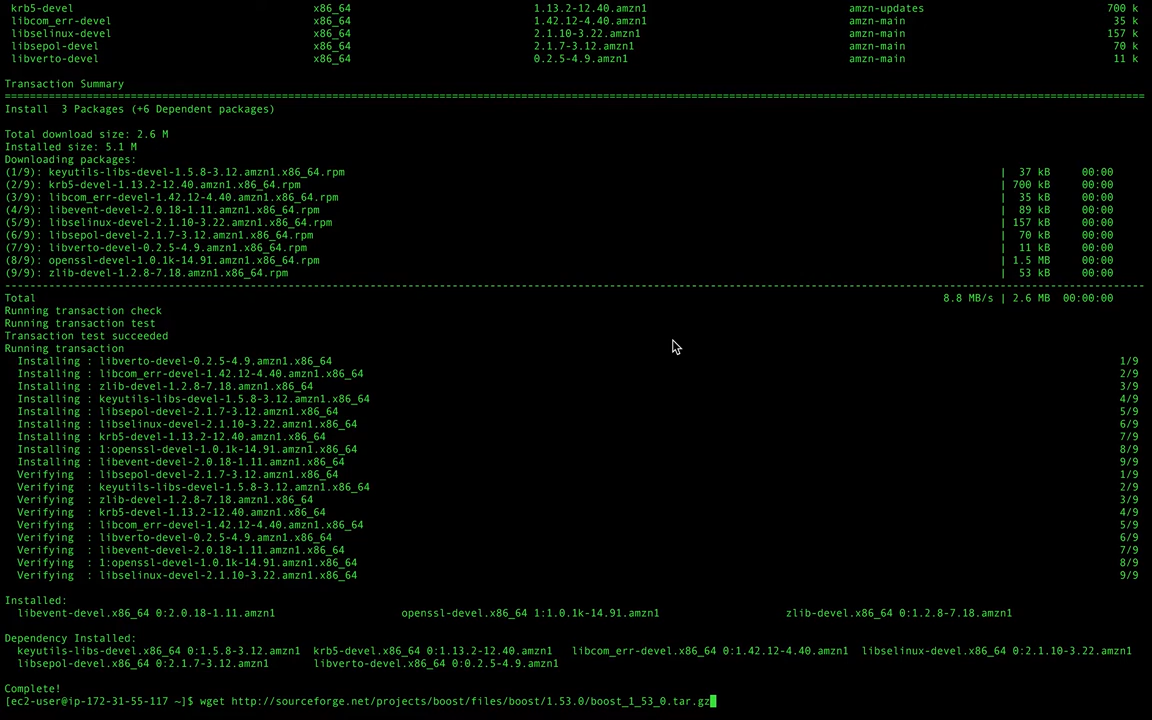 krb5-devel x86_64 1.13.2-12.40.amzn1 amzn-updates 700 k
libcom_err-devel x86_64 1.42.12-4.40.amzn1 amzn-main 35 k
libselinux-devel x86_64 2.1.10-3.22.amzn1 amzn-main 157 k
libsepol-devel x86_64 2.1.7-3.12.amzn1 amzn-main 70 k
libverto-devel x86_64 0.2.5-4.9.amzn1 amzn-main 11 k
Transaction Summary
Install 3 Packages (+6 Dependent packages)
Total download size: 2.6 M
Installed size: 5.1 M
Downloading packages:
(1/9): keyutils-libs-devel-1.5.8-3.12.amzn1.x86_64.rpm | 37 kB 00:00
(2/9): krb5-devel-1.13.2-12.40.amzn1.x86_64.rpm | 700 kB 00:00
(3/9): libcom_err-devel-1.42.12-4.40.amzn1.x86_64.rpm | 35 kB 00:00
(4/9): libevent-devel-2.0.18-1.11.amzn1.x86_64.rpm | 89 kB 00:00
(5/9): libselinux-devel-2.1.10-3.22.amzn1.x86_64.rpm | 157 kB 00:00
(6/9): libsepol-devel-2.1.7-3.12.amzn1.x86_64.rpm | 70 kB 00:00
(7/9): libverto-devel-0.2.5-4.9.amzn1.x86_64.rpm | 11 kB 00:00
(8/9): openssl-devel-1.0.1k-14.91.amzn1.x86_64.rpm | 1.5 MB 00:00
(9/9): zlib-devel-1.2.8-7.18.amzn1.x86_64.rpm | 53 kB 00:00
Total 8.8 MB/s | 2.6 MB 00:00:00
Running transaction check
Running transaction test
Transaction test succeeded
Running transaction
Installing : libverto-devel-0.2.5-4.9.amzn1.x86_64 1/9
Installing : libcom_err-devel-1.42.12-4.40.amzn1.x86_64 2/9
Installing : zlib-devel-1.2.8-7.18.amzn1.x86_64 3/9
Installing : keyutils-libs-devel-1.5.8-3.12.amzn1.x86_64 4/9
Installing : libsepol-devel-2.1.7-3.12.amzn1.x86_64 5/9
Installing : libselinux-devel-2.1.10-3.22.amzn1.x86_64 6/9
Installing : krb5-devel-1.13.2-12.40.amzn1.x86_64 7/9
Installing : 1:openssl-devel-1.0.1k-14.91.amzn1.x86_64 8/9
Installing : libevent-devel-2.0.18-1.11.amzn1.x86_64 9/9
Verifying : libsepol-devel-2.1.7-3.12.amzn1.x86_64 1/9
Verifying : keyutils-libs-devel-1.5.8-3.12.amzn1.x86_64 2/9
Verifying : zlib-devel-1.2.8-7.18.amzn1.x86_64 3/9
Verifying : krb5-devel-1.13.2-12.40.amzn1.x86_64 4/9
Verifying : libcom_err-devel-1.42.12-4.40.amzn1.x86_64 5/9
Verifying : libverto-devel-0.2.5-4.9.amzn1.x86_64 6/9
Verifying : libevent-devel-2.0.18-1.11.amzn1.x86_64 7/9
Verifying : 1:openssl-devel-1.0.1k-14.91.amzn1.x86_64 8/9
Verifying : libselinux-devel-2.1.10-3.22.amzn1.x86_64 9/9
Installed:
libevent-devel.x86_64 0:2.0.18-1.11.amzn1 openssl-devel.x86_64 1:1.0.1k-14.91.amzn1 zlib-devel.x86_64 0:1.2.8-7.18.amzn1
Dependency Installed:
keyutils-libs-devel.x86_64 0:1.5.8-3.12.amzn1 krb5-devel.x86_64 0:1.13.2-12.40.amzn1 libcom_err-devel.x86_64 0:1.42.12-4.40.amzn1 libselinux-devel.x86_64 0:2.1.10-3.22.amzn1
libsepol-devel.x86_64 0:2.1.7-3.12.amzn1 libverto-devel.x86_64 0:0.2.5-4.9.amzn1
Complete!
[ec2-user@ip-172-31-55-117 ~]$ wget http://sourceforge.net/projects/boost/files/boost/1.53.0/boost_1_53_0.tar.gz